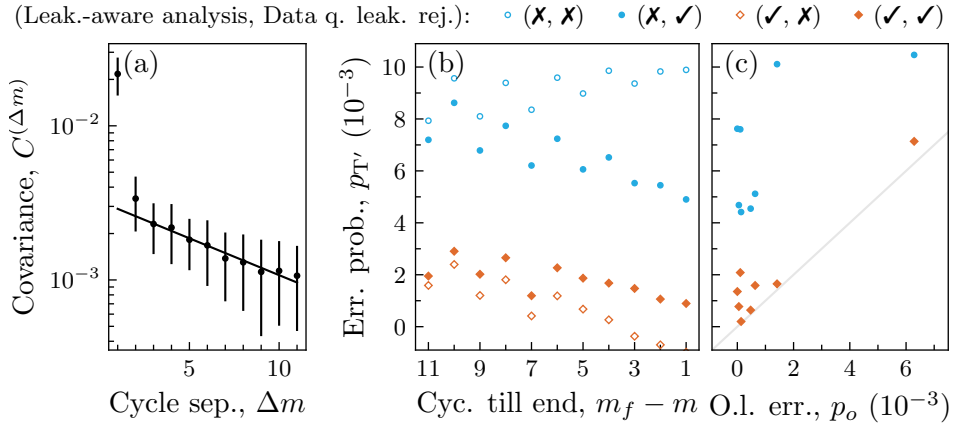 (Leak.-aware analysis, Data q. leak. rej.): (✗, ✗) (✗, ✓) (✓, ✗) (✓, ✓)
(a) (b) (c)
Covariance, C^(Δm)
10^−2
10^−3
5 10
Cycle sep., Δm
Err. prob., p_T′ (10^−3)
10
8
6
4
2
0
11 9 7 5 3 1
Cyc. till end, m_f − m
0 2 4 6
O.l. err., p_o (10^−3)